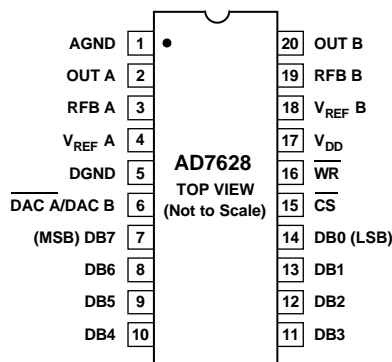 AGND 1 20 OUT B
OUT A 2 19 RFB B
RFB A 3 18 VREF B
VREF A 4 17 VDD
AD7628
DGND 5 16 WR
TOP VIEW
DAC A/DAC B 6 (Not to Scale) 15 CS
(MSB) DB7 7 14 DB0 (LSB)
DB6 8 13 DB1
DB5 9 12 DB2
DB4 10 11 DB3